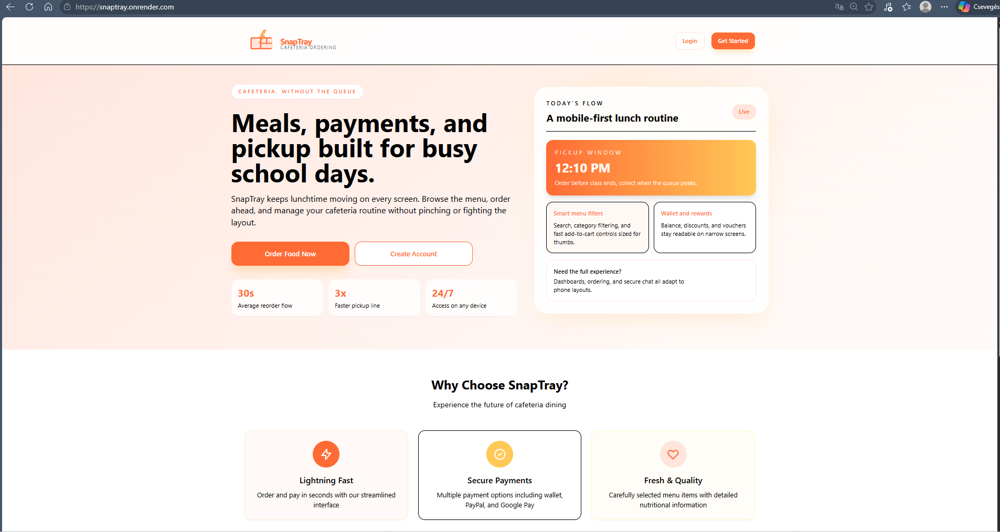 https://snaptray.onrender.com
Csevegés
SnapTray
CAFETERIA ORDERING
Login
Get Started
CAFETERIA, WITHOUT THE QUEUE
Meals, payments, and
pickup built for busy
school days.
SnapTray keeps lunchtime moving on every screen. Browse the menu, order
ahead, and manage your cafeteria routine without pinching or fighting the
layout.
Order Food Now
Create Account
30s
Average reorder flow
3x
Faster pickup line
24/7
Access on any device
TODAY'S FLOW
A mobile-first lunch routine
Live
PICKUP WINDOW
12:10 PM
Order before class ends, collect when the queue peaks.
Smart menu filters
Search, category filtering, and
fast add-to-cart controls sized for
thumbs.
Wallet and rewards
Balance, discounts, and vouchers
stay readable on narrow screens.
Need the full experience?
Dashboards, ordering, and secure chat all adapt to
phone layouts.
Why Choose SnapTray?
Experience the future of cafeteria dining
Lightning Fast
Order and pay in seconds with our streamlined
interface
Secure Payments
Multiple payment options including wallet,
PayPal, and Google Pay
Fresh & Quality
Carefully selected menu items with detailed
nutritional information